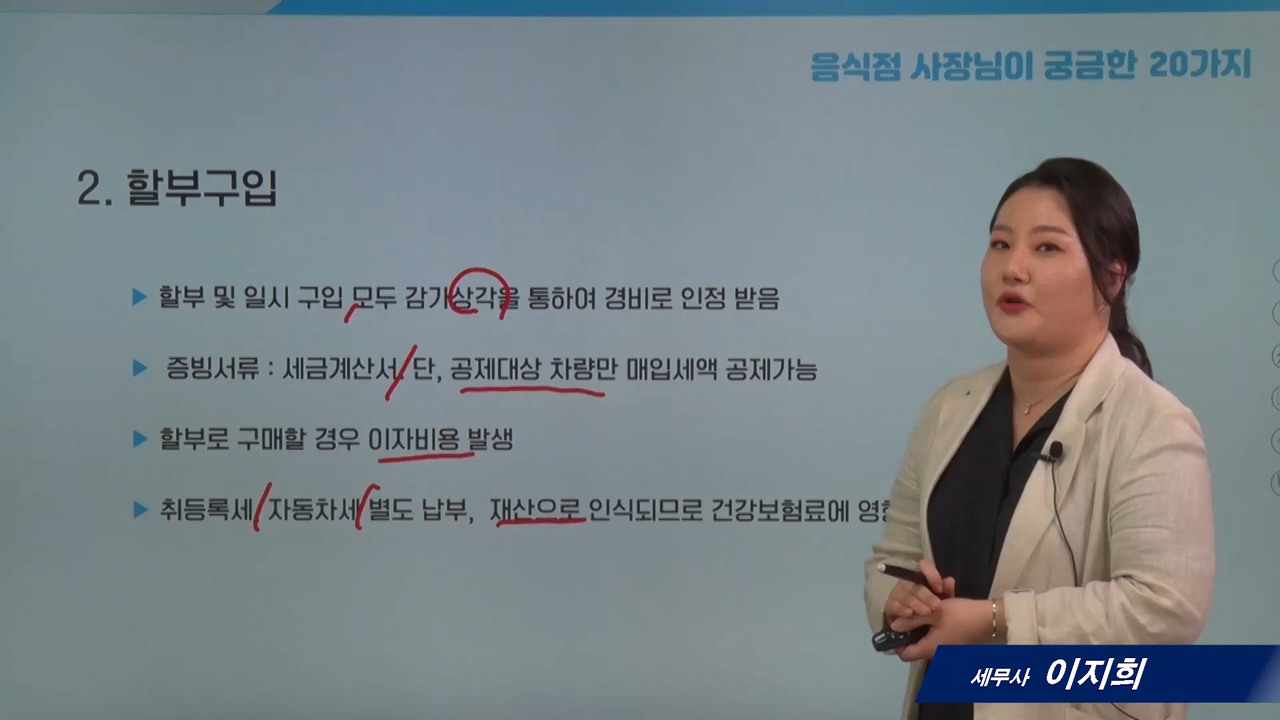 음식점 사장님이 궁금한 20가지
2. 할부구입
▶ 할부 및 일시 구입, 모두 감가상각을 통하여 경비로 인정 받음
▶ 증빙서류 : 세금계산서, 단, 공제대상 차량만 매입세액 공제가능
▶ 할부로 구매할 경우 이자비용 발생
▶ 취등록세 자동차세 별도 납부, 재산으로 인식되므로 건강보험료에
세무사 이지희